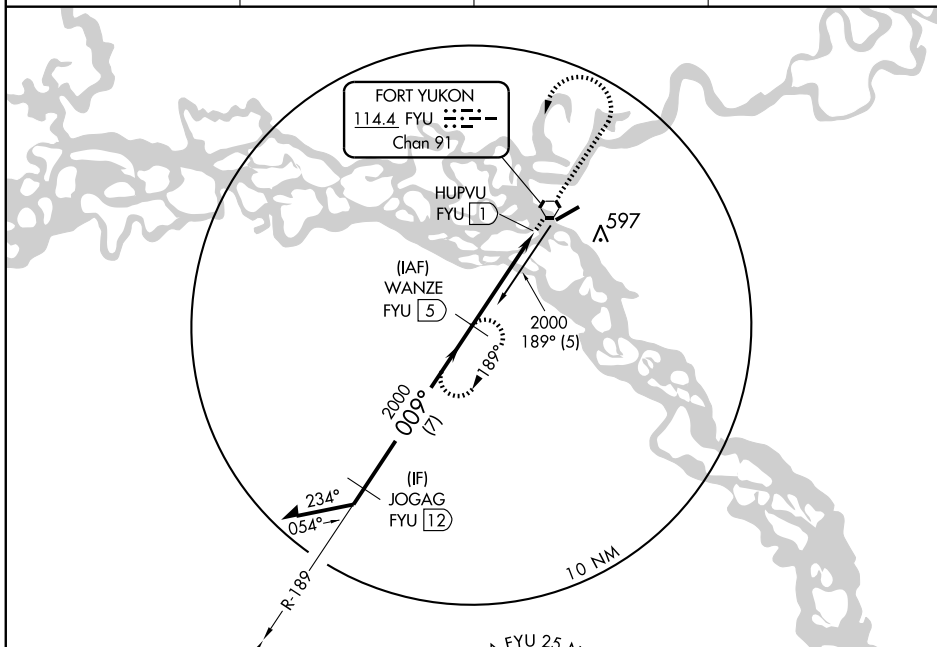 FORT YUKON
114.4 FYU
Chan 91
HUPVU
FYU 1
597
(IAF)
WANZE
FYU 5
2000
189° (5)
189°
2000
009°
(7)
(IF)
JOGAG
FYU 12
234°
054°
R-189
10 NM
FYU 25